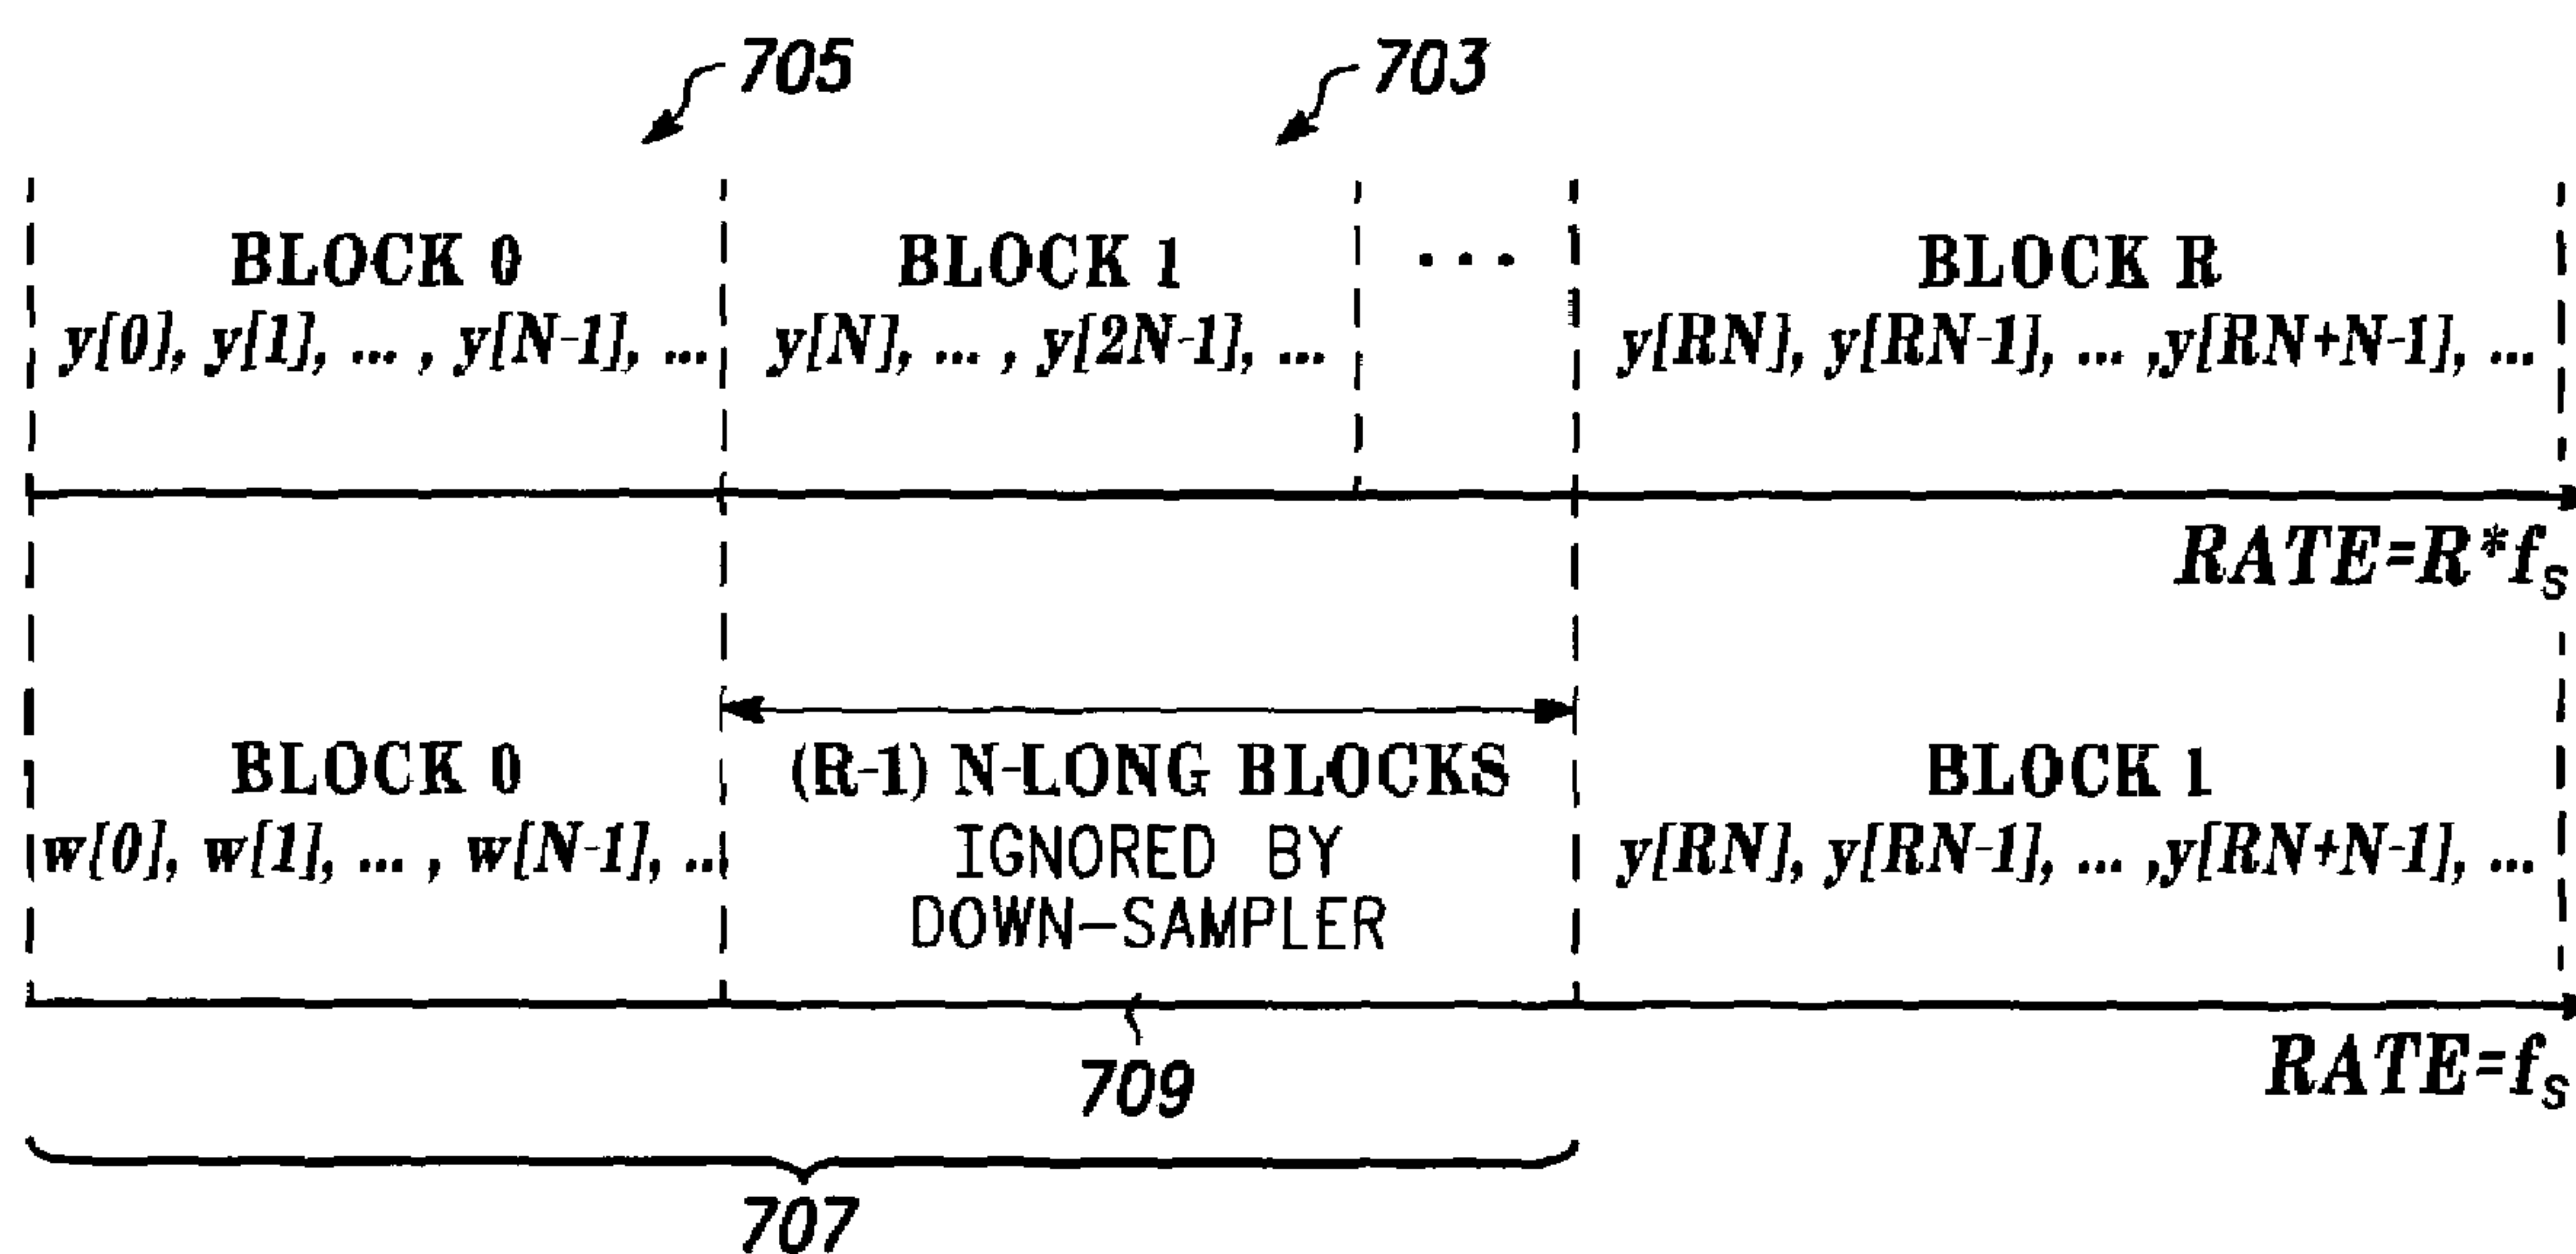 705
703
BLOCK 0
BLOCK 1
...
BLOCK R
y[0], y[1], ... , y[N-1], ...
y[N], ... , y[2N-1], ...
y[RN], y[RN-1], ... ,y[RN+N-1], ...
RATE=R*fS
BLOCK 0
(R-1) N-LONG BLOCKS
IGNORED BY
DOWN-SAMPLER
BLOCK 1
w[0], w[1], ... , w[N-1], ...
y[RN], y[RN-1], ... ,y[RN+N-1], ...
709
RATE=fS
707